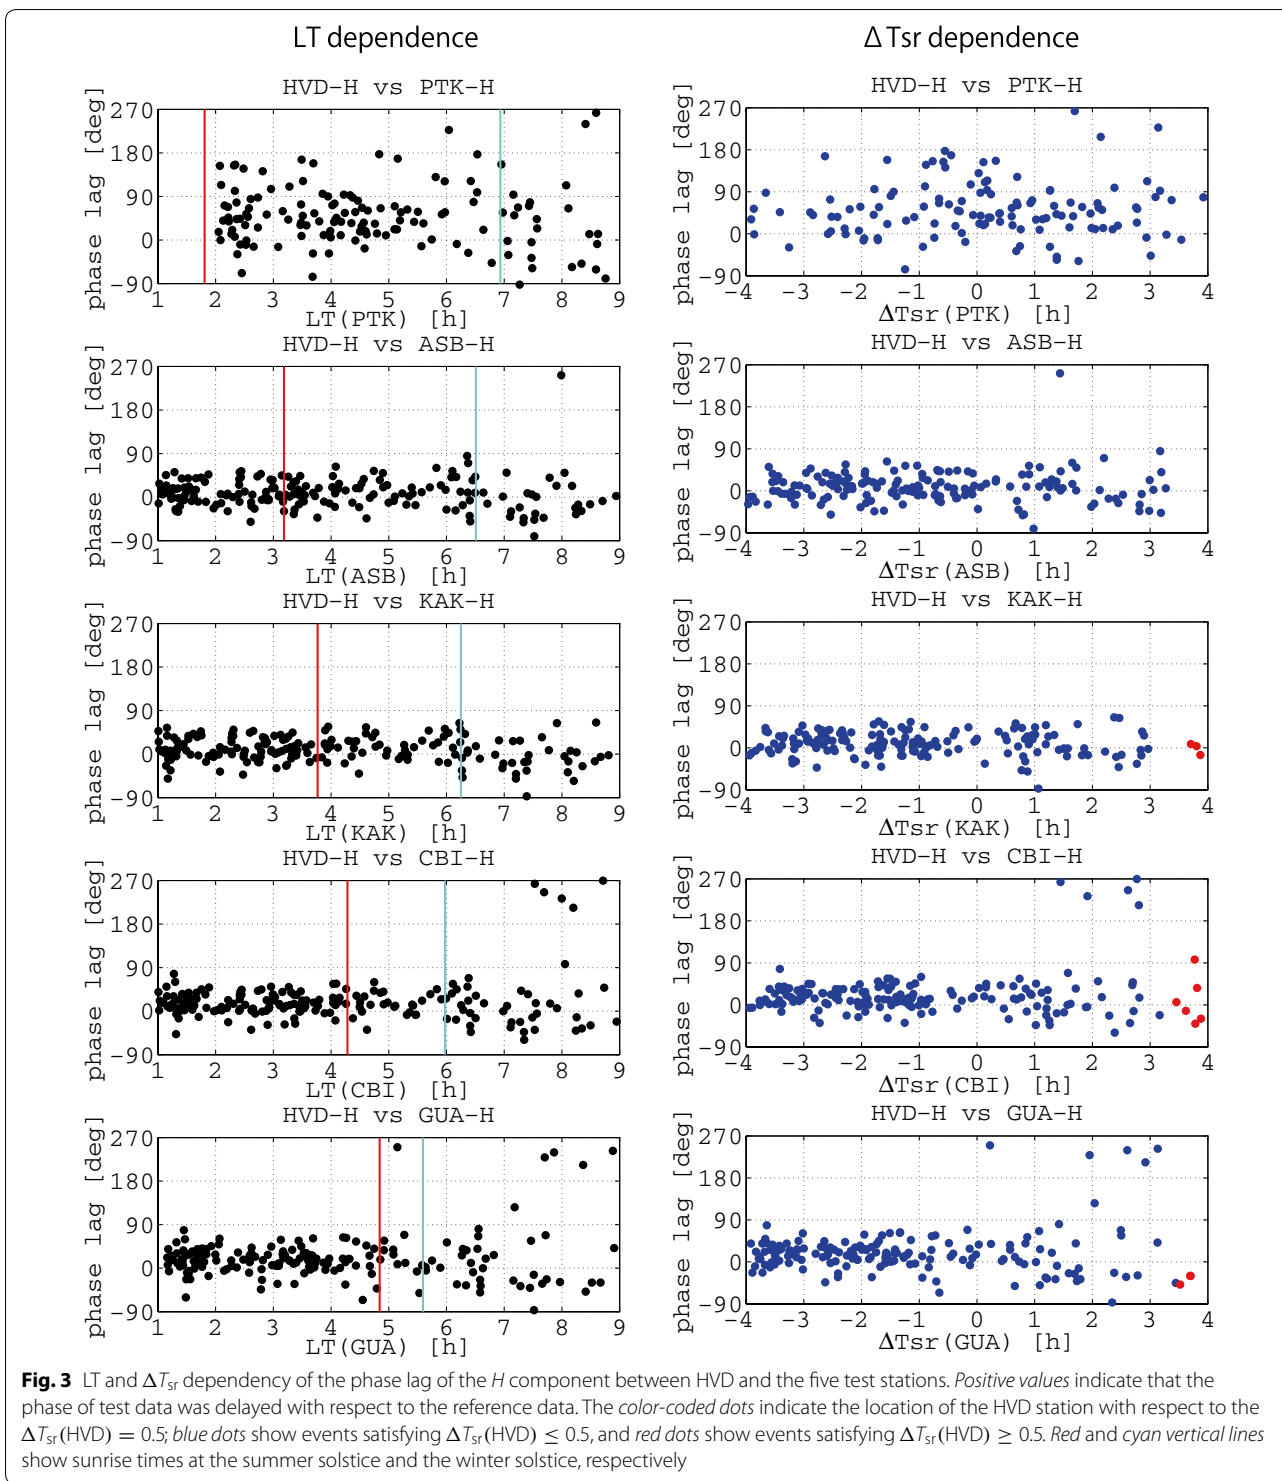 LT dependence
Δ Tsr dependence
HVD-H vs PTK-H
phase lag [deg]
270
180
90
0
−90
1 2 3 4 5 6 7 8 9
LT(PTK) [h]
HVD-H vs PTK-H
phase lag [deg]
270
180
90
0
−90
−4 −3 −2 −1 0 1 2 3 4
ΔTsr(PTK) [h]
HVD-H vs ASB-H
phase lag [deg]
270
180
90
0
−90
1 2 3 4 5 6 7 8 9
LT(ASB) [h]
HVD-H vs ASB-H
phase lag [deg]
270
180
90
0
−90
−4 −3 −2 −1 0 1 2 3 4
ΔTsr(ASB) [h]
HVD-H vs KAK-H
phase lag [deg]
270
180
90
0
−90
1 2 3 4 5 6 7 8 9
LT(KAK) [h]
HVD-H vs KAK-H
phase lag [deg]
270
180
90
0
−90
−4 −3 −2 −1 0 1 2 3 4
ΔTsr(KAK) [h]
HVD-H vs CBI-H
phase lag [deg]
270
180
90
0
−90
1 2 3 4 5 6 7 8 9
LT(CBI) [h]
HVD-H vs CBI-H
phase lag [deg]
270
180
90
0
−90
−4 −3 −2 −1 0 1 2 3 4
ΔTsr(CBI) [h]
HVD-H vs GUA-H
phase lag [deg]
270
180
90
0
−90
1 2 3 4 5 6 7 8 9
LT(GUA) [h]
HVD-H vs GUA-H
phase lag [deg]
270
180
90
0
−90
−4 −3 −2 −1 0 1 2 3 4
ΔTsr(GUA) [h]
Fig. 3 LT and ΔTsr dependency of the phase lag of the H component between HVD and the five test stations. Positive values indicate that the
phase of test data was delayed with respect to the reference data. The color-coded dots indicate the location of the HVD station with respect to the
ΔTsr(HVD) = 0.5; blue dots show events satisfying ΔTsr(HVD) ≤ 0.5, and red dots show events satisfying ΔTsr(HVD) ≥ 0.5. Red and cyan vertical lines
show sunrise times at the summer solstice and the winter solstice, respectively